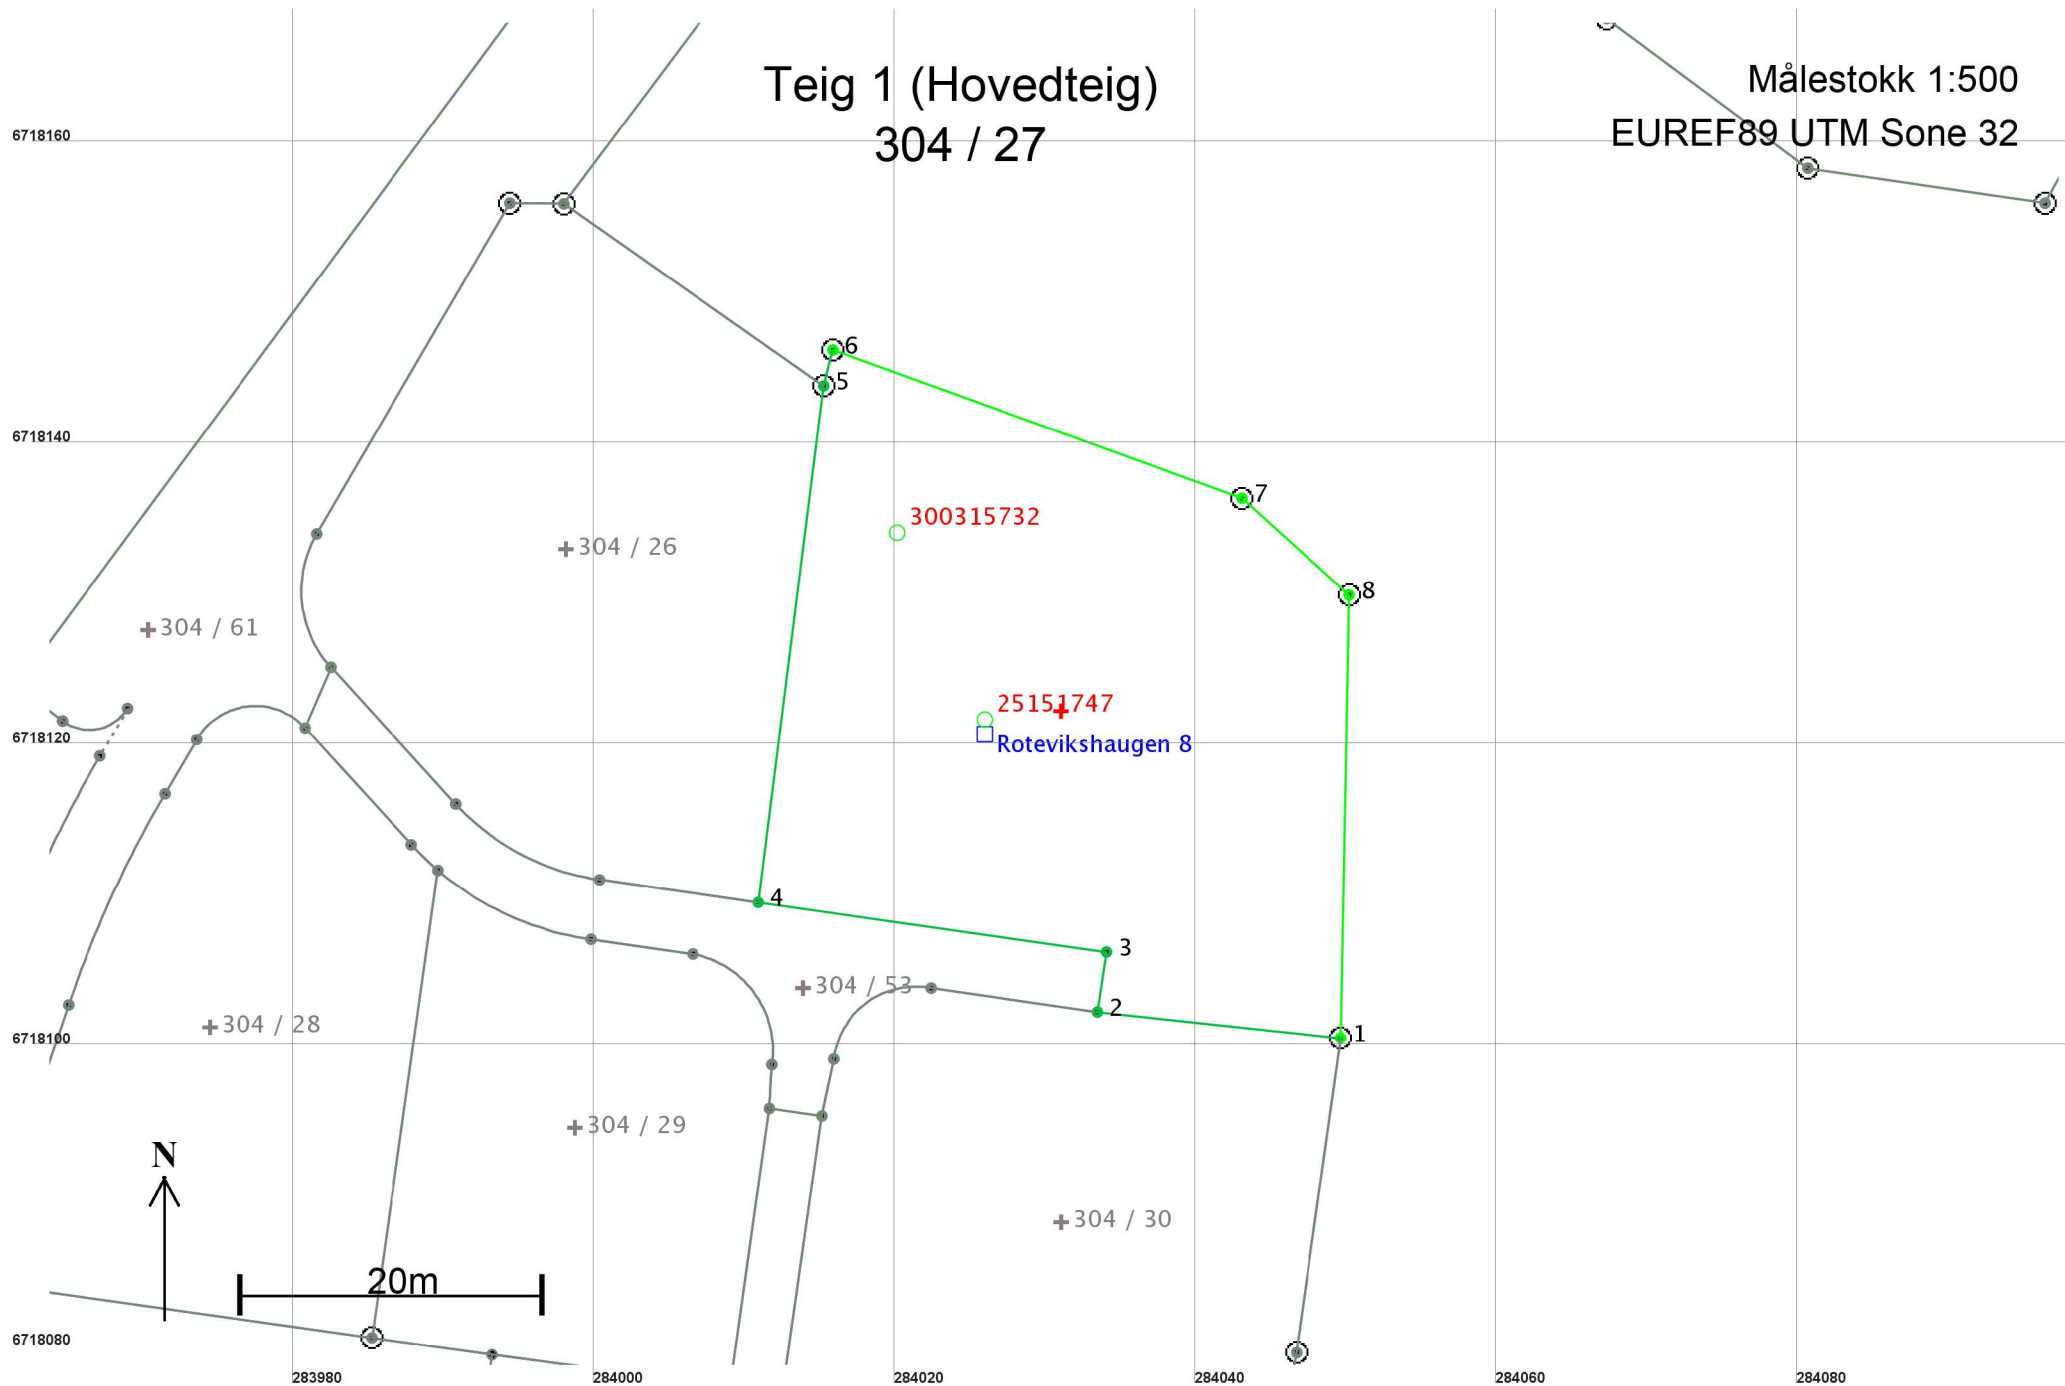 Teig 1 (Hovedteig)
304 / 27
Målestokk 1:500
EUREF89 UTM Sone 32
6718160
6
5
6718140
7
300315732
304 / 26
8
304 / 61
25151747
6718120
Rotevikshaugen 8
4
3
304 / 53
2
304 / 28
6718100
1
304 / 29
N
304 / 30
20m
6718080
283980
284000
284020
284040
284060
284080